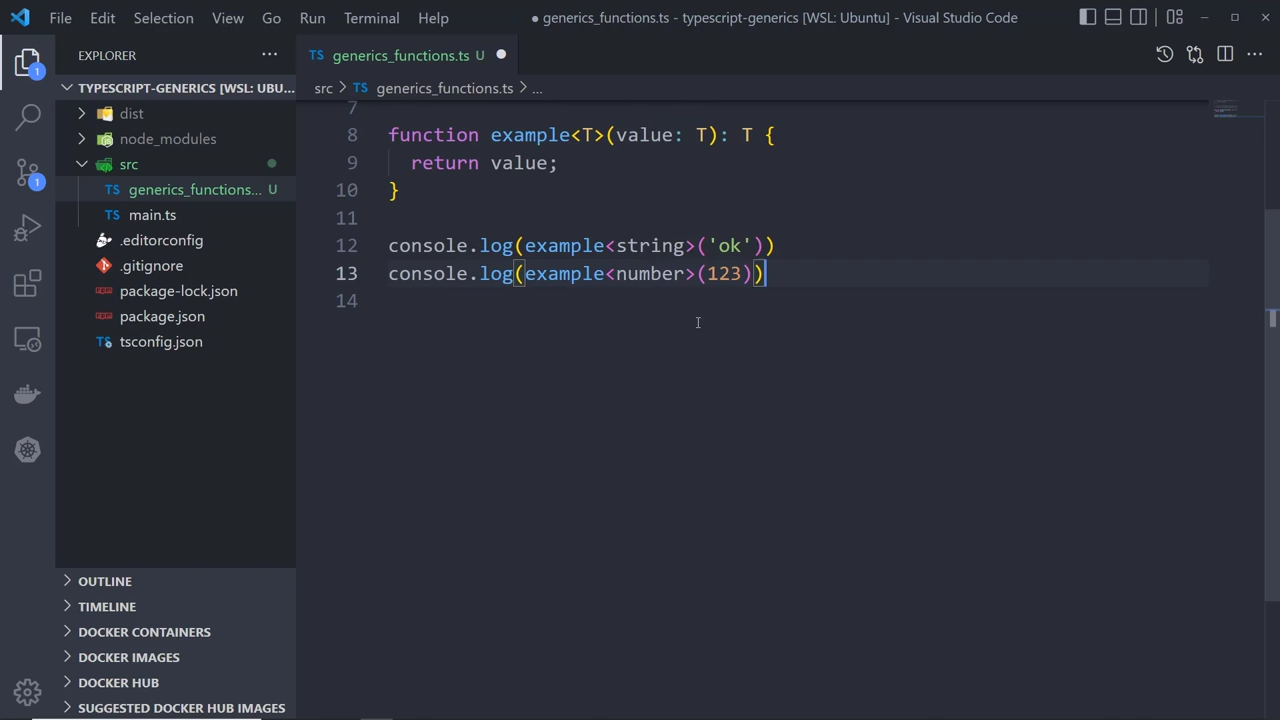 File Edit Selection View Go Run Terminal Help ● generics_functions.ts - typescript-generics [WSL: Ubuntu] - Visual Studio Code
EXPLORER ···
TYPESCRIPT-GENERICS [WSL: UBU...
dist
node_modules
src
TS generics_functions... U
TS main.ts
.editorconfig
.gitignore
package-lock.json
package.json
TS tsconfig.json
OUTLINE
TIMELINE
DOCKER CONTAINERS
DOCKER IMAGES
DOCKER HUB
SUGGESTED DOCKER HUB IMAGES
1
1
TS generics_functions.ts U ●
src > TS generics_functions.ts > ...
7
8 function example<T>(value: T): T {
9 return value;
10 }
11
12 console.log(example<string>('ok'))
13 console.log(example<number>(123))
14